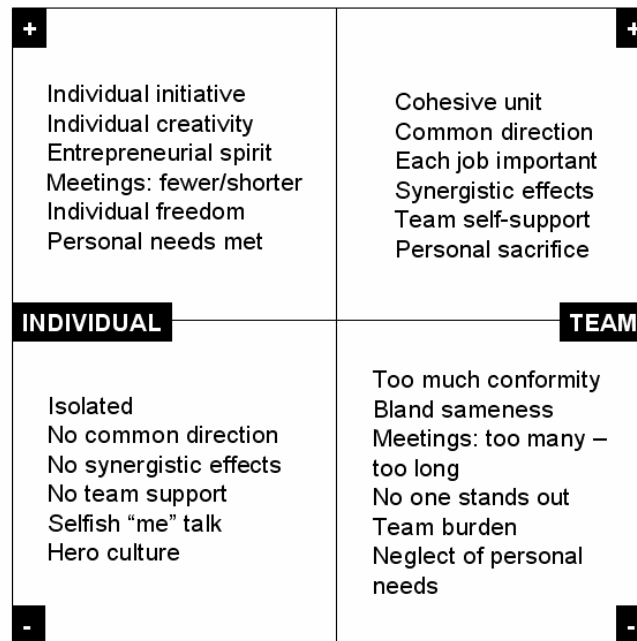 +
+
Individual initiative
Individual creativity
Entrepreneurial spirit
Meetings: fewer/shorter
Individual freedom
Personal needs met
Cohesive unit
Common direction
Each job important
Synergistic effects
Team self-support
Personal sacrifice
INDIVIDUAL
TEAM
Isolated
No common direction
No synergistic effects
No team support
Selfish “me” talk
Hero culture
Too much conformity
Bland sameness
Meetings: too many –
too long
No one stands out
Team burden
Neglect of personal
needs
-
-